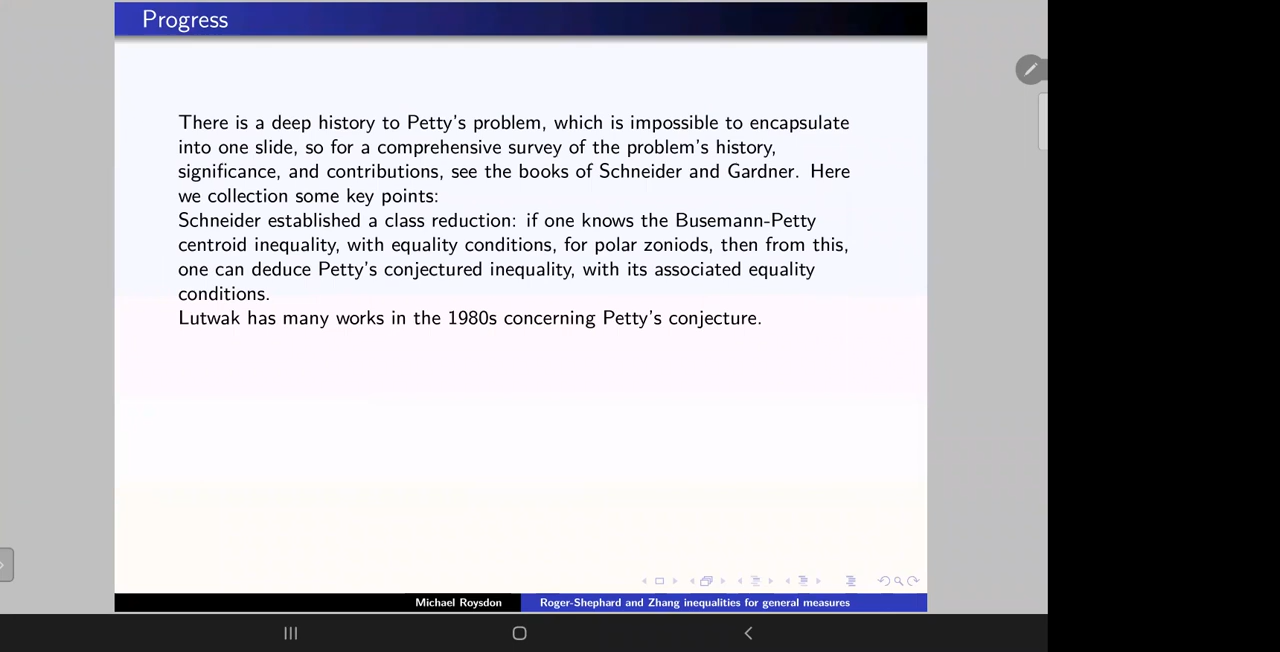 Progress
There is a deep history to Petty's problem, which is impossible to encapsulate
into one slide, so for a comprehensive survey of the problem's history,
significance, and contributions, see the books of Schneider and Gardner. Here
we collection some key points:
Schneider established a class reduction: if one knows the Busemann-Petty
centroid inequality, with equality conditions, for polar zoniods, then from this,
one can deduce Petty's conjectured inequality, with its associated equality
conditions.
Lutwak has many works in the 1980s concerning Petty's conjecture.
Michael Roysdon
Roger-Shephard and Zhang inequalities for general measures